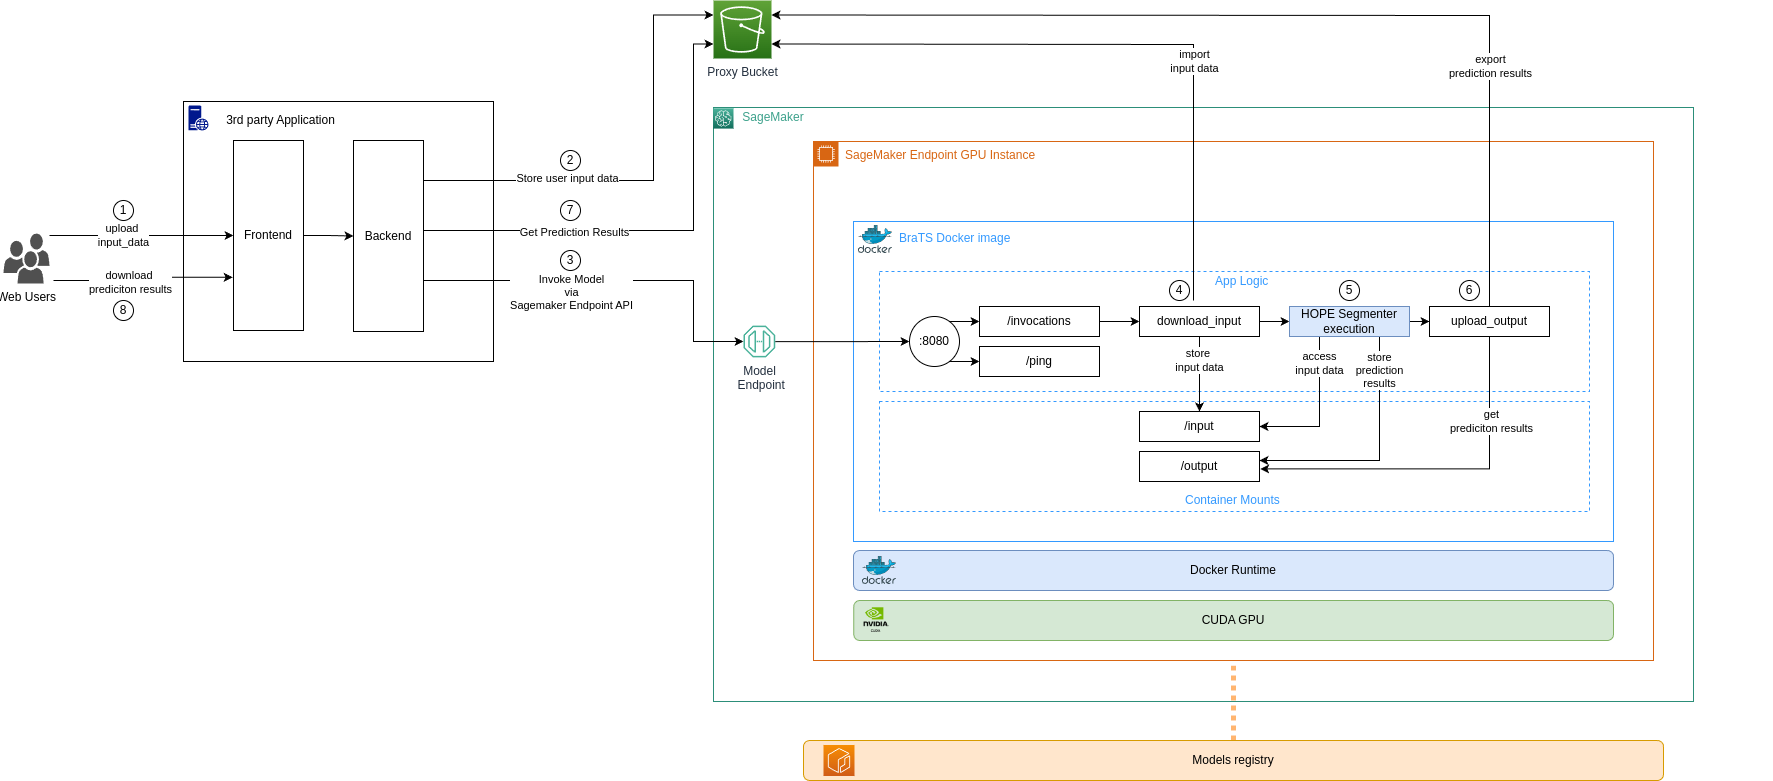 Proxy Bucket
import
input data
export
prediction results
3rd party Application
SageMaker
SageMaker Endpoint GPU Instance
2
Store user input data
1
upload
input_data
7
Get Prediction Results
Frontend
Backend
docker
BraTS Docker image
3
Invoke Model
via
Sagemaker Endpoint API
download
prediciton results
8
Web Users
App Logic
4
5
6
:8080
/invocations
/ping
download_input
HOPE Segmenter
execution
upload_output
Model
Endpoint
store
input data
access
input data
store
prediction
results
get
prediciton results
/input
/output
Container Mounts
docker
Docker Runtime
NVIDIA
CUDA
CUDA GPU
Models registry